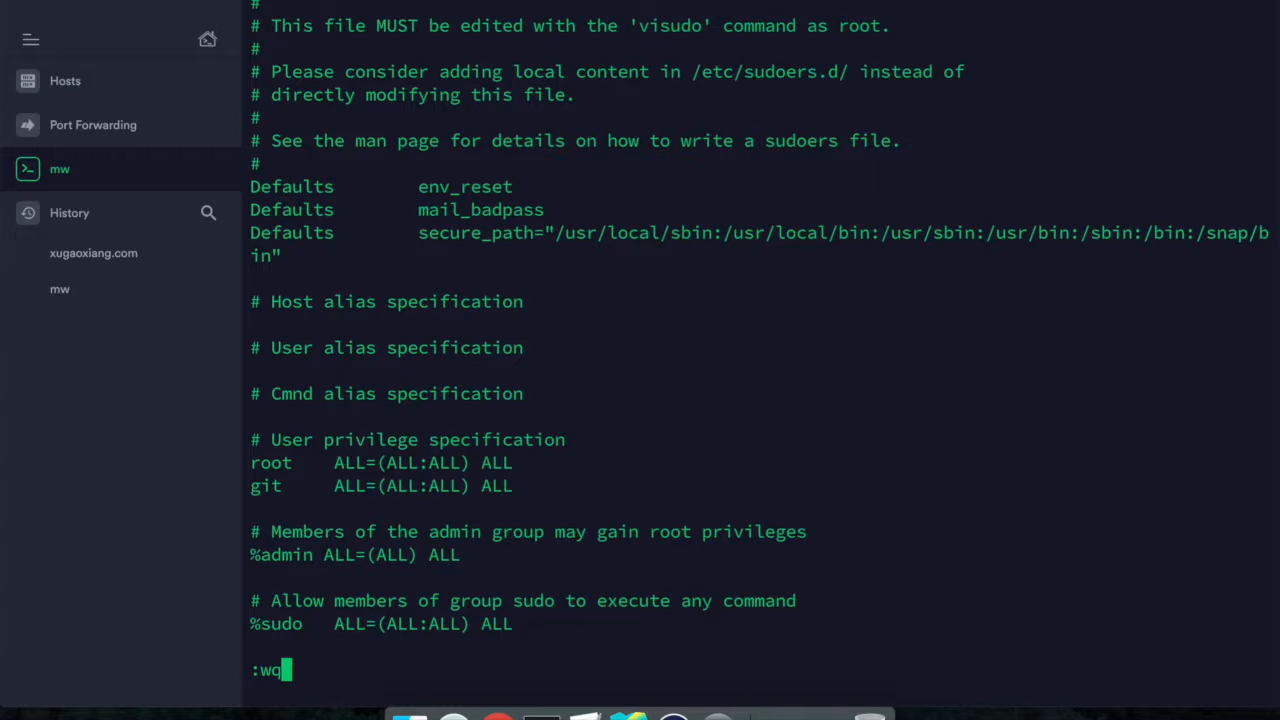 #
# This file MUST be edited with the 'visudo' command as root.
#
# Please consider adding local content in /etc/sudoers.d/ instead of
# directly modifying this file.
#
# See the man page for details on how to write a sudoers file.
#
Defaults        env_reset
Defaults        mail_badpass
Defaults        secure_path="/usr/local/sbin:/usr/local/bin:/usr/sbin:/usr/bin:/sbin:/bin:/snap/b
in"
# Host alias specification
# User alias specification
# Cmnd alias specification
# User privilege specification
root    ALL=(ALL:ALL) ALL
git     ALL=(ALL:ALL) ALL
# Members of the admin group may gain root privileges
%admin ALL=(ALL) ALL
# Allow members of group sudo to execute any command
%sudo   ALL=(ALL:ALL) ALL
:wq
Hosts
Port Forwarding
mw
History
xugaoxiang.com
mw